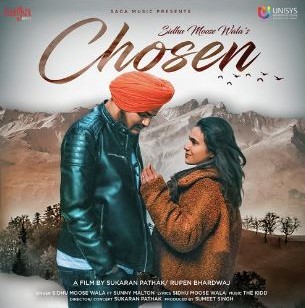 SAGA MUSIC PRESENTS
UNISYS
Sidhu Moose Wala's
Chosen
A FILM BY SUKARAN PATHAK/ RUPEN BHARDWAJ
SINGER SIDHU MOOSE WALA FT SUNNY MALTON LYRICS SIDHU MOOSE WALA MUSIC THE KIDD
DIRECTOR/ CONCEPT SUKARAN PATHAK PRODUCED BY SUMEET SINGH